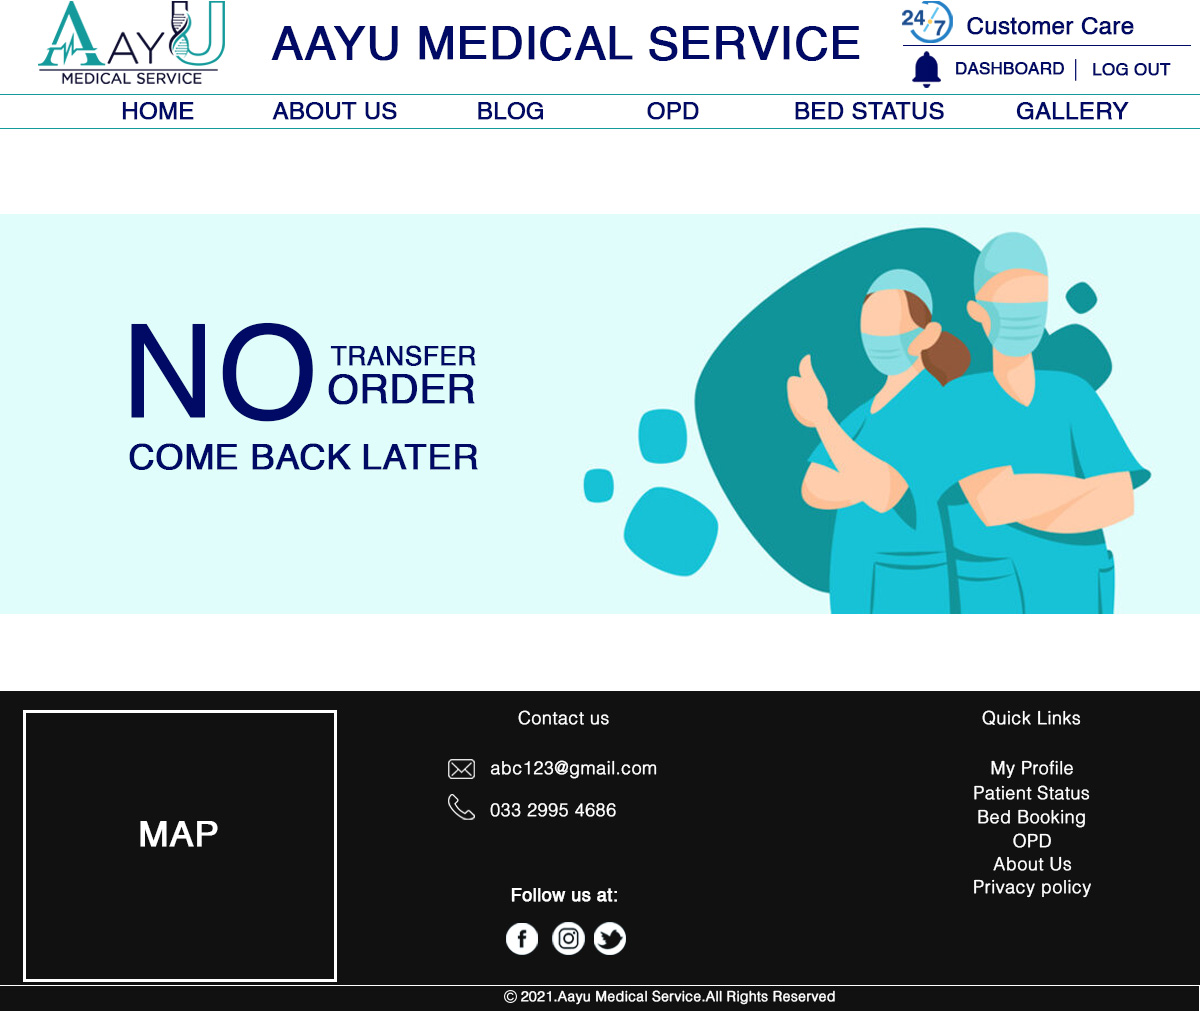 AAYU
MEDICAL SERVICE
AAYU MEDICAL SERVICE
24/7 Customer Care
DASHBOARD | LOG OUT
HOME ABOUT US BLOG OPD BED STATUS GALLERY
NO TRANSFER
ORDER
COME BACK LATER
MAP
Contact us
abc123@gmail.com
033 2995 4686
Follow us at:
Quick Links
My Profile
Patient Status
Bed Booking
OPD
About Us
Privacy policy
© 2021.Aayu Medical Service.All Rights Reserved